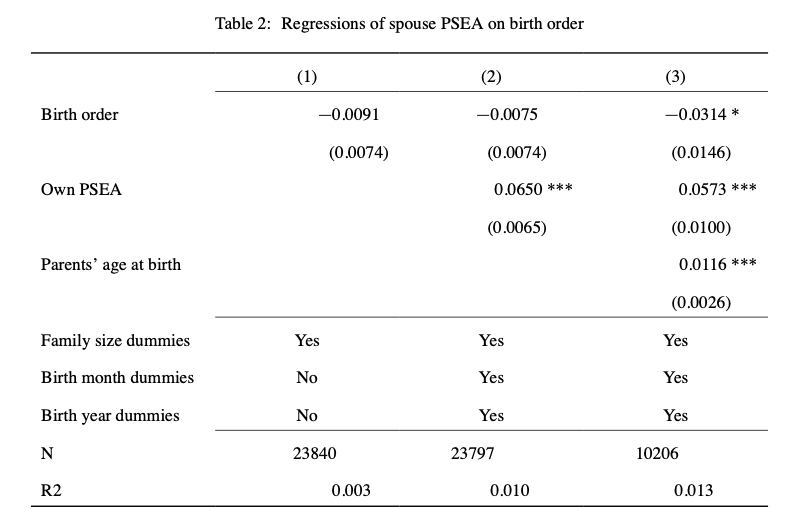 Table 2: Regressions of spouse PSEA on birth order
(1) (2) (3)
Birth order −0.0091 −0.0075 −0.0314 *
(0.0074) (0.0074) (0.0146)
Own PSEA 0.0650 *** 0.0573 ***
(0.0065) (0.0100)
Parents’ age at birth 0.0116 ***
(0.0026)
Family size dummies Yes Yes Yes
Birth month dummies No Yes Yes
Birth year dummies No Yes Yes
N 23840 23797 10206
R2 0.003 0.010 0.013